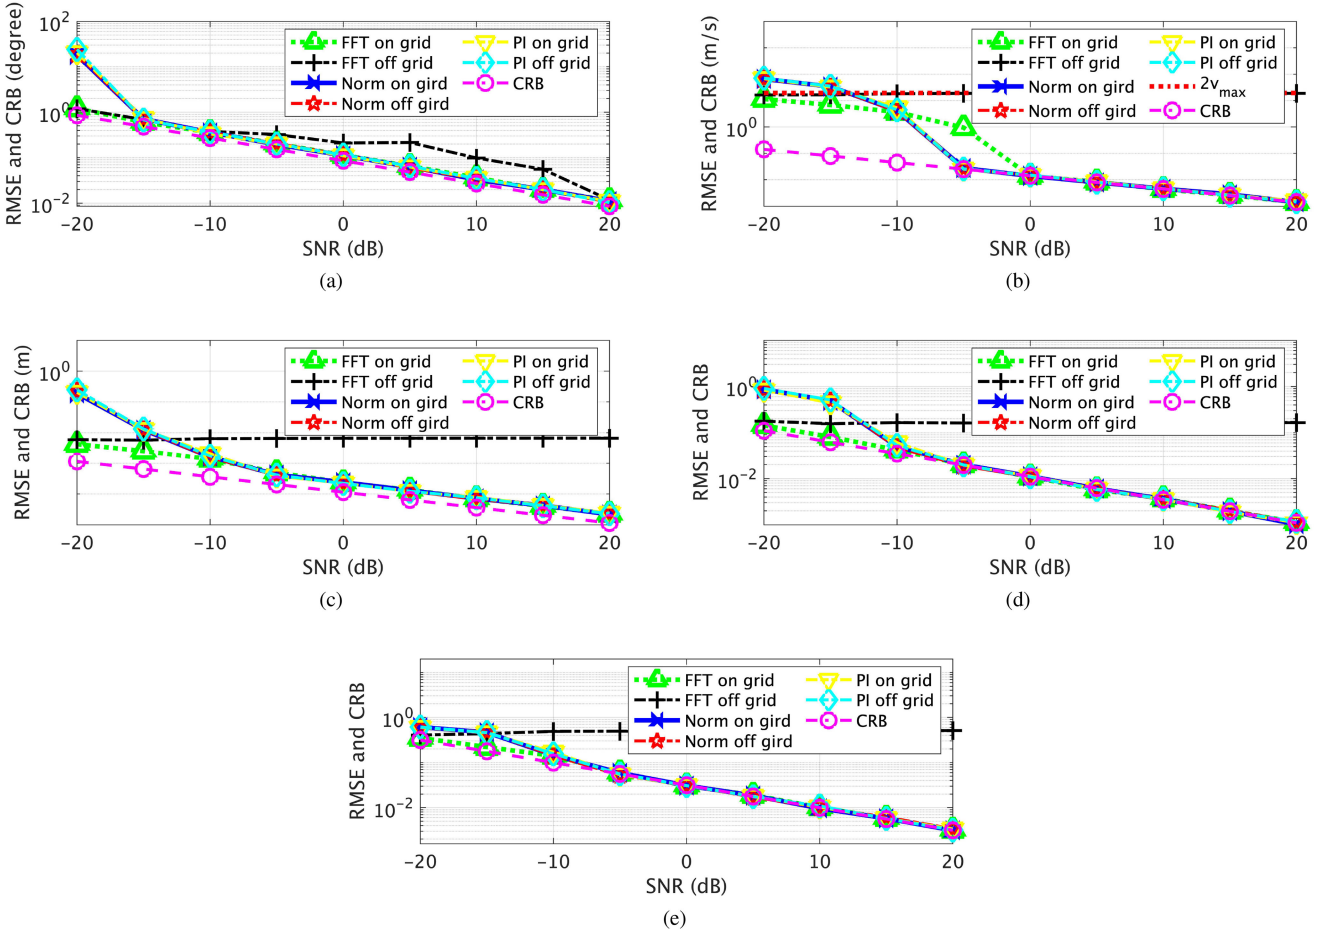 RMSE and CRB (degree)
10^2
10^0
10^-2
FFT on grid
FFT off grid
Norm on gird
Norm off gird
PI on grid
PI off grid
CRB
−20
−10
0
10
20
SNR (dB)
(a)
RMSE and CRB (m/s)
10^0
FFT on grid
FFT off grid
Norm on gird
Norm off gird
PI on grid
PI off grid
2v_max
CRB
−20
−10
0
10
20
SNR (dB)
(b)
RMSE and CRB (m)
10^0
FFT on grid
FFT off grid
Norm on gird
Norm off gird
PI on grid
PI off grid
CRB
−20
−10
0
10
20
SNR (dB)
(c)
RMSE and CRB
10^0
10^-2
FFT on grid
FFT off grid
Norm on gird
Norm off gird
PI on grid
PI off grid
CRB
−20
−10
0
10
20
SNR (dB)
(d)
RMSE and CRB
10^0
10^-2
FFT on grid
FFT off grid
Norm on gird
Norm off gird
PI on grid
PI off grid
CRB
−20
−10
0
10
20
SNR (dB)
(e)